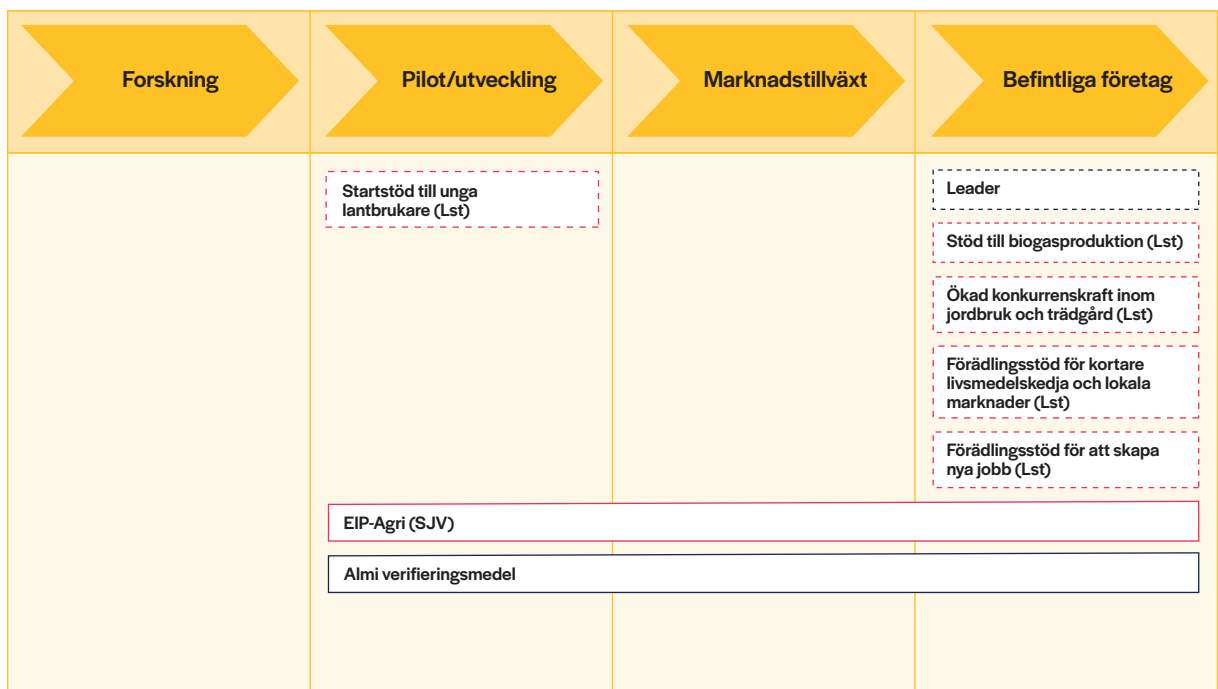 Forskning
Pilot/utveckling
Marknadstillväxt
Befintliga företag
Startstöd till unga
lantbrukare (Lst)
Leader
Stöd till biogasproduktion (Lst)
Ökad konkurrenskraft inom
jordbruk och trädgård (Lst)
Förädlingsstöd för kortare
livsmedelskedja och lokala
marknader (Lst)
Förädlingsstöd för att skapa
nya jobb (Lst)
EIP-Agri (SJV)
Almi verifieringsmedel